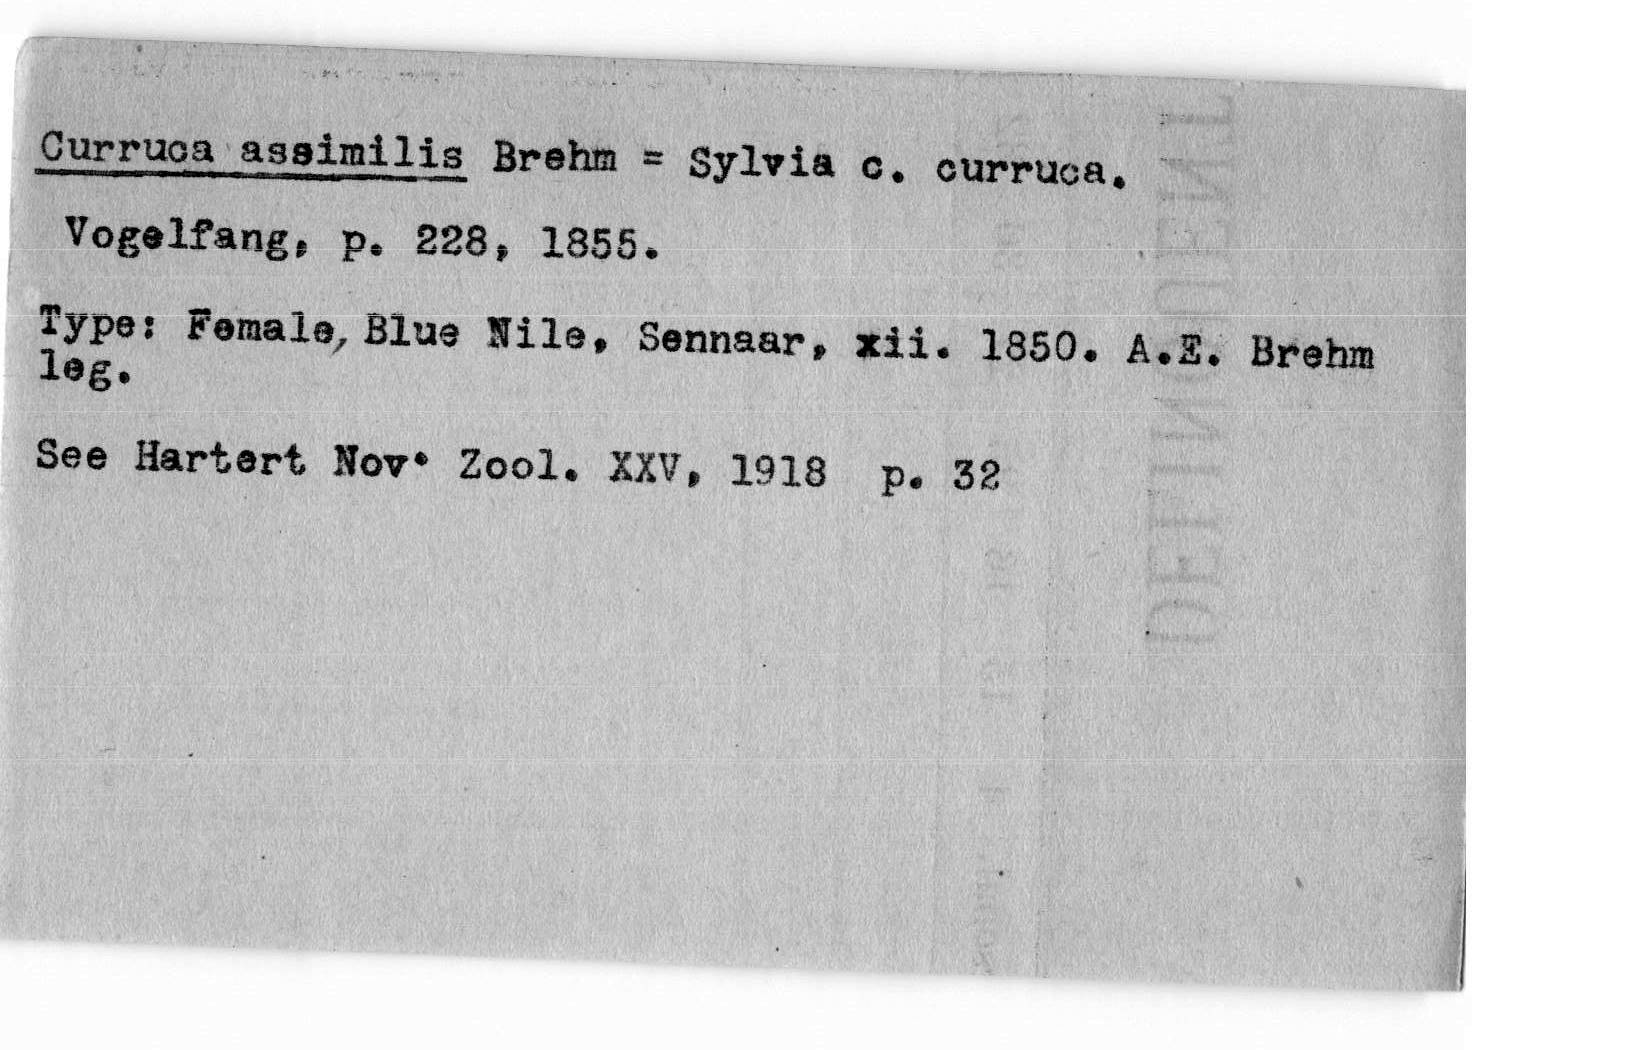 Curruca assimilis Brehm = Sylvia c. curruca.
Vogelfang, p. 228, 1855.
Type: Female, Blue Nile, Sennaar, xii. 1850. A.E. Brehm
leg.
See Hartert Nov. Zool. XXV, 1918 p. 32
DELINQUENT